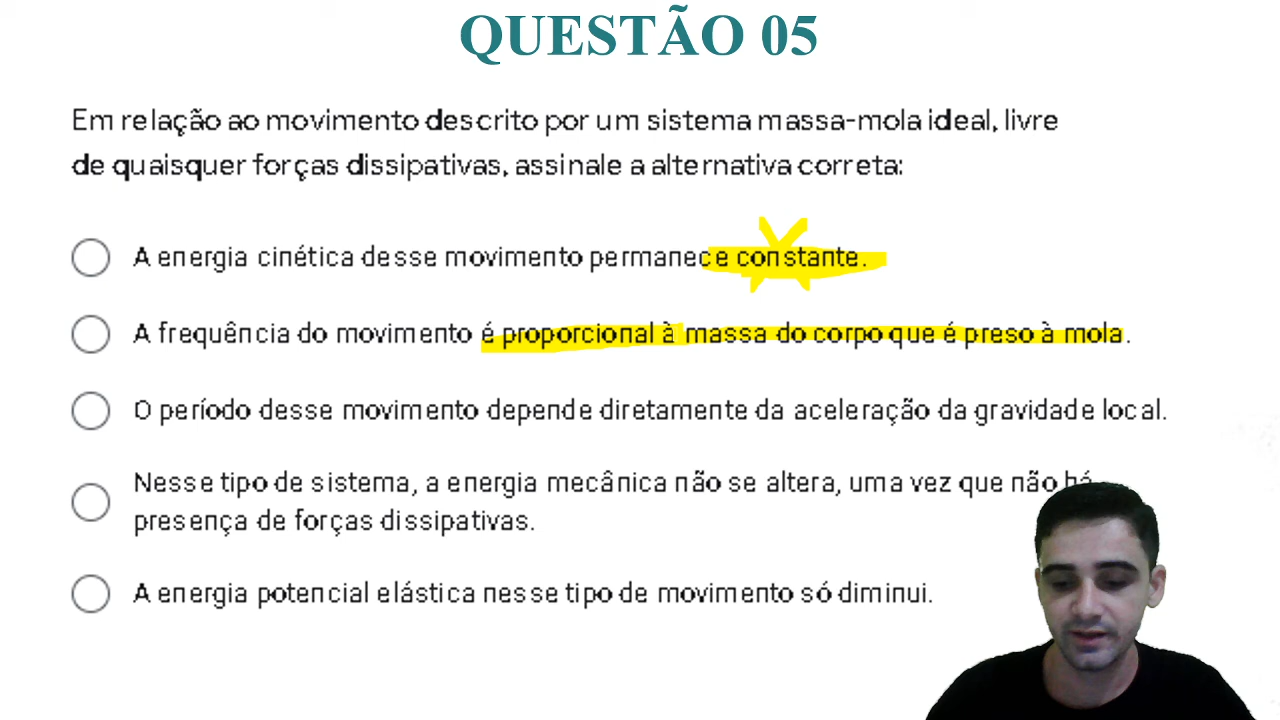 QUESTÃO 05
Em relação ao movimento descrito por um sistema massa-mola ideal, livre
de quaisquer forças dissipativas, assinale a alternativa correta:
A energia cinética desse movimento permanece constante.
A frequência do movimento é proporcional à massa do corpo que é preso à mola.
O período desse movimento depende diretamente da aceleração da gravidade local.
Nesse tipo de sistema, a energia mecânica não se altera, uma vez que não há
presença de forças dissipativas.
A energia potencial elástica nesse tipo de movimento só diminui.